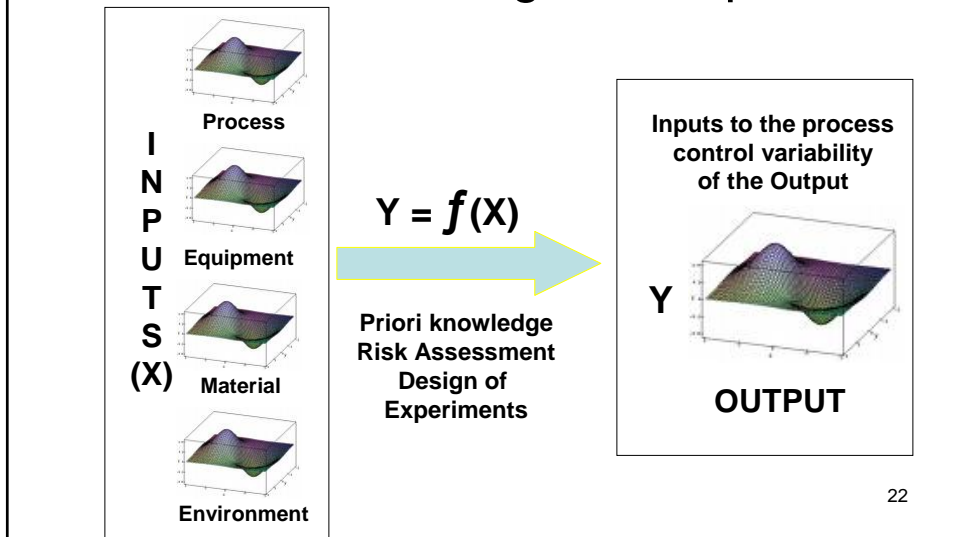 INPUTS
(X)
Process
Equipment
Material
Environment
Y = f(X)
Priori knowledge
Risk Assessment
Design of
Experiments
Inputs to the process
control variability
of the Output
Y
OUTPUT
22